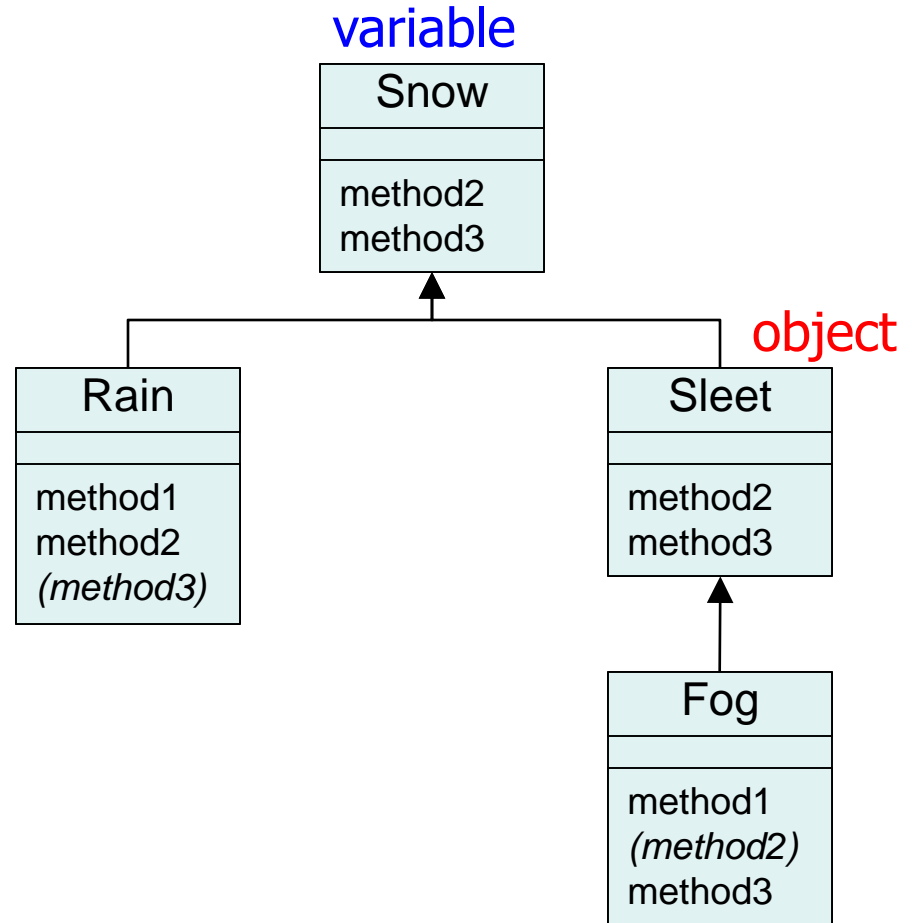 variable
Snow
method2
method3
object
Rain
method1
method2
(method3)
Sleet
method2
method3
Fog
method1
(method2)
method3